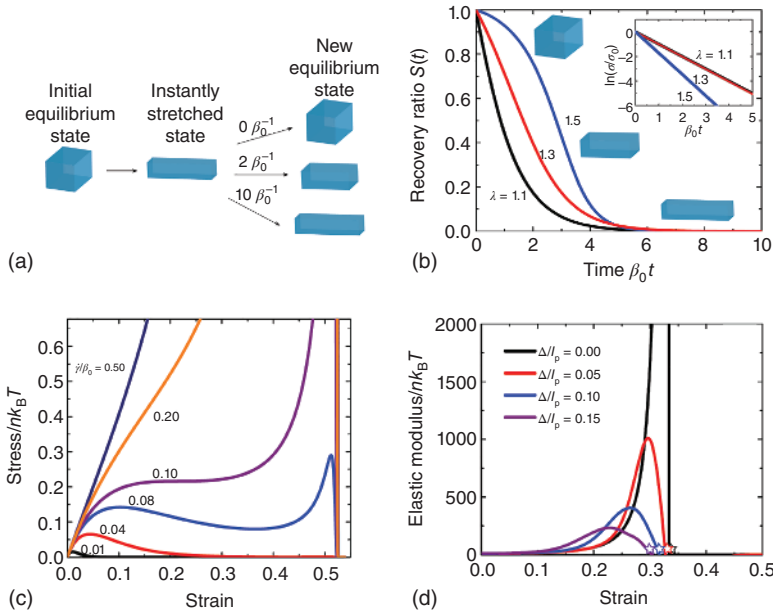 Initial
equilibrium
state
Instantly
stretched
state
New
equilibrium
state
0 β₀⁻¹
2 β₀⁻¹
10 β₀⁻¹
(a)
Recovery ratio S(t)
1.0
0.8
0.6
0.4
0.2
0.0
0 2 4 6 8 10
Time β₀t
λ = 1.1
1.3
1.5
ln(σ/σ₀)
0
−2
−4
−6
0 1 2 3 4 5
β₀t
λ = 1.1
1.3
1.5
(b)
Stress/nkBT
0.6
0.5
0.4
0.3
0.2
0.1
0.0
0.0 0.1 0.2 0.3 0.4 0.5
Strain
γ̇/β₀ = 0.50
0.20
0.10
0.08
0.04
0.01
(c)
Elastic modulus/nkBT
2000
1500
1000
500
250
0
0.0 0.1 0.2 0.3 0.4 0.5
Strain
Δ/lp = 0.00
Δ/lp = 0.05
Δ/lp = 0.10
Δ/lp = 0.15
(d)